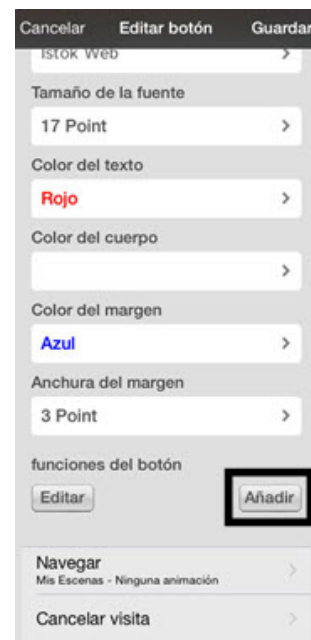 Cancelar Editar botón Guardar
Istok Web
Tamaño de la fuente
17 Point
Color del texto
Rojo
Color del cuerpo
Color del margen
Azul
Anchura del margen
3 Point
funciones del botón
Editar Añadir
Navegar
Mis Escenas - Ninguna animación
Cancelar visita